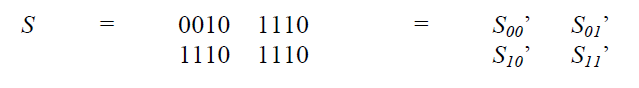 S = 0010 1110 = S00’ S01’
1110 1110 S10’ S11’